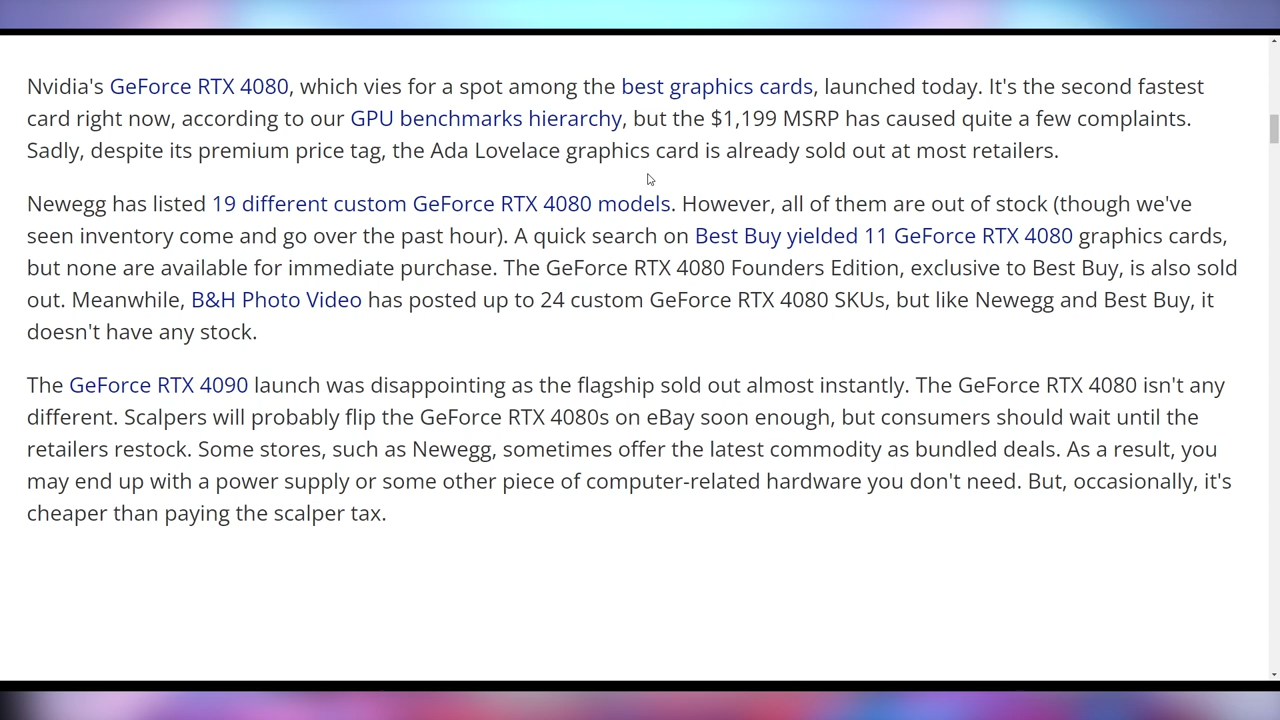 Nvidia's GeForce RTX 4080, which vies for a spot among the best graphics cards, launched today. It's the second fastest
card right now, according to our GPU benchmarks hierarchy, but the $1,199 MSRP has caused quite a few complaints.
Sadly, despite its premium price tag, the Ada Lovelace graphics card is already sold out at most retailers.
Newegg has listed 19 different custom GeForce RTX 4080 models. However, all of them are out of stock (though we've
seen inventory come and go over the past hour). A quick search on Best Buy yielded 11 GeForce RTX 4080 graphics cards,
but none are available for immediate purchase. The GeForce RTX 4080 Founders Edition, exclusive to Best Buy, is also sold
out. Meanwhile, B&H Photo Video has posted up to 24 custom GeForce RTX 4080 SKUs, but like Newegg and Best Buy, it
doesn't have any stock.
The GeForce RTX 4090 launch was disappointing as the flagship sold out almost instantly. The GeForce RTX 4080 isn't any
different. Scalpers will probably flip the GeForce RTX 4080s on eBay soon enough, but consumers should wait until the
retailers restock. Some stores, such as Newegg, sometimes offer the latest commodity as bundled deals. As a result, you
may end up with a power supply or some other piece of computer-related hardware you don't need. But, occasionally, it's
cheaper than paying the scalper tax.